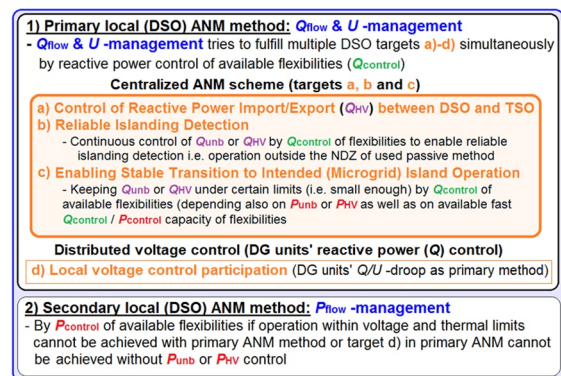 1) Primary local (DSO) ANM method: Qflow & U -management
- Qflow & U -management tries to fulfill multiple DSO targets a)-d) simultaneously
by reactive power control of available flexibilities (Qcontrol)
Centralized ANM scheme (targets a, b and c)
a) Control of Reactive Power Import/Export (QHV) between DSO and TSO
b) Reliable Islanding Detection
- Continuous control of Qunb or QHV by Qcontrol of flexibilities to enable reliable
islanding detection i.e. operation outside the NDZ of used passive method
c) Enabling Stable Transition to Intended (Microgrid) Island Operation
- Keeping Qunb or QHV under certain limits (i.e. small enough) by Qcontrol of
available flexibilities (depending also on Punb or PHV as well as on available fast
Qcontrol / Pcontrol capacity of flexibilities
Distributed voltage control (DG units' reactive power (Q) control)
d) Local voltage control participation (DG units' Q/U -droop as primary method)
2) Secondary local (DSO) ANM method: Pflow -management
- By Pcontrol of available flexibilities if operation within voltage and thermal limits
cannot be achieved with primary ANM method or target d) in primary ANM cannot
be achieved without Punb or PHV control